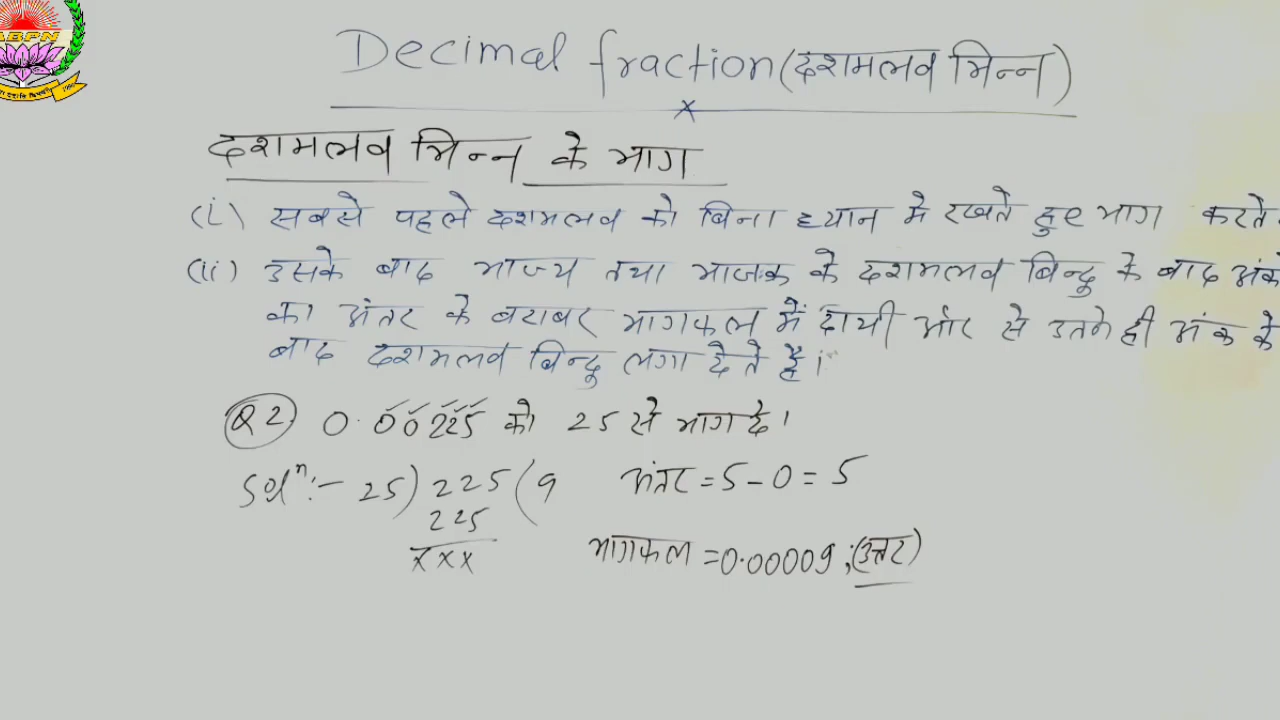 ABPN
Decimal fraction (दशमलव भिन्न)
x
दशमलव भिन्न के भाग
(i) सबसे पहले दशमलव को बिना ध्यान में रखते हुए भाग करते
(ii) उसके बाद भाज्य तथा भाजक के दशमलव बिन्दु के बाद अंको
का अंतर के बराबर भागफल में दायी ओर से उतने ही अंक के
बाद दशमलव बिन्दु लगा देते है।
Q2 0.00225 को 25 से भाग दे।
Solⁿ:- 25) 225 (9 अंतर = 5 - 0 = 5
225
xxx
भागफल = 0.00009 ; (उत्तर)